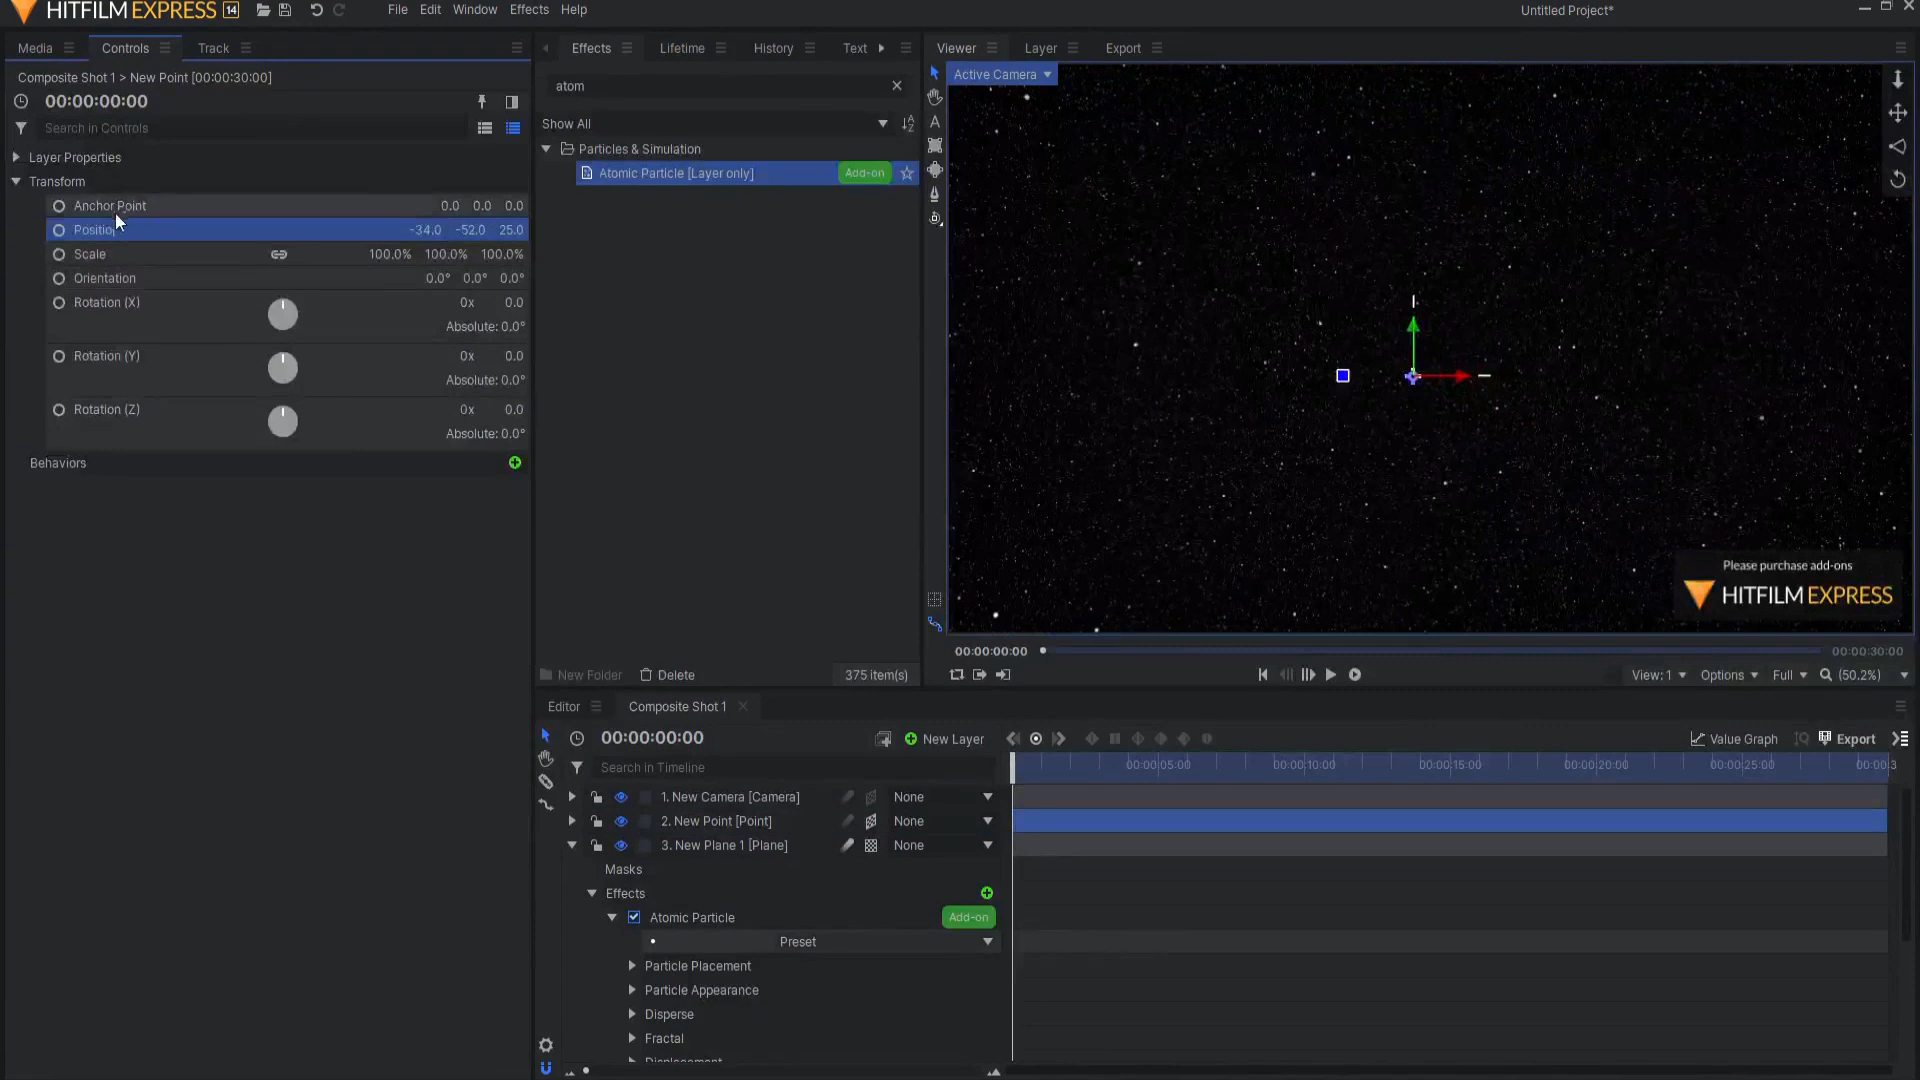 HITFILM EXPRESS 14
File Edit Window Effects Help
Untitled Project*
Media
Controls
Track
Composite Shot 1 > New Point [00:00:30:00]
00:00:00:00
Search in Controls
Layer Properties
Transform
Anchor Point 0.0 0.0 0.0
Position -34.0 -52.0 25.0
Scale 100.0% 100.0% 100.0%
Orientation 0.0° 0.0° 0.0°
Rotation (X) 0x 0.0
Absolute: 0.0°
Rotation (Y) 0x 0.0
Absolute: 0.0°
Rotation (Z) 0x 0.0
Absolute: 0.0°
Behaviors
Effects Lifetime History Text
atom
Show All
Particles & Simulation
Atomic Particle [Layer only] Add-on
New Folder Delete 375 item(s)
Viewer Layer Export
Active Camera
Please purchase add-ons
HITFILM EXPRESS
00:00:00:00
00:00:30:00
View: 1 Options Full (50.2%)
Editor Composite Shot 1
00:00:00:00
New Layer
Value Graph Export
Search in Timeline
00:00:05:00 00:00:10:00 00:00:15:00 00:00:20:00 00:00:25:00 00:00:3
1. New Camera [Camera] None
2. New Point [Point] None
3. New Plane 1 [Plane] None
Masks
Effects
Atomic Particle Add-on
Preset
Particle Placement
Particle Appearance
Disperse
Fractal